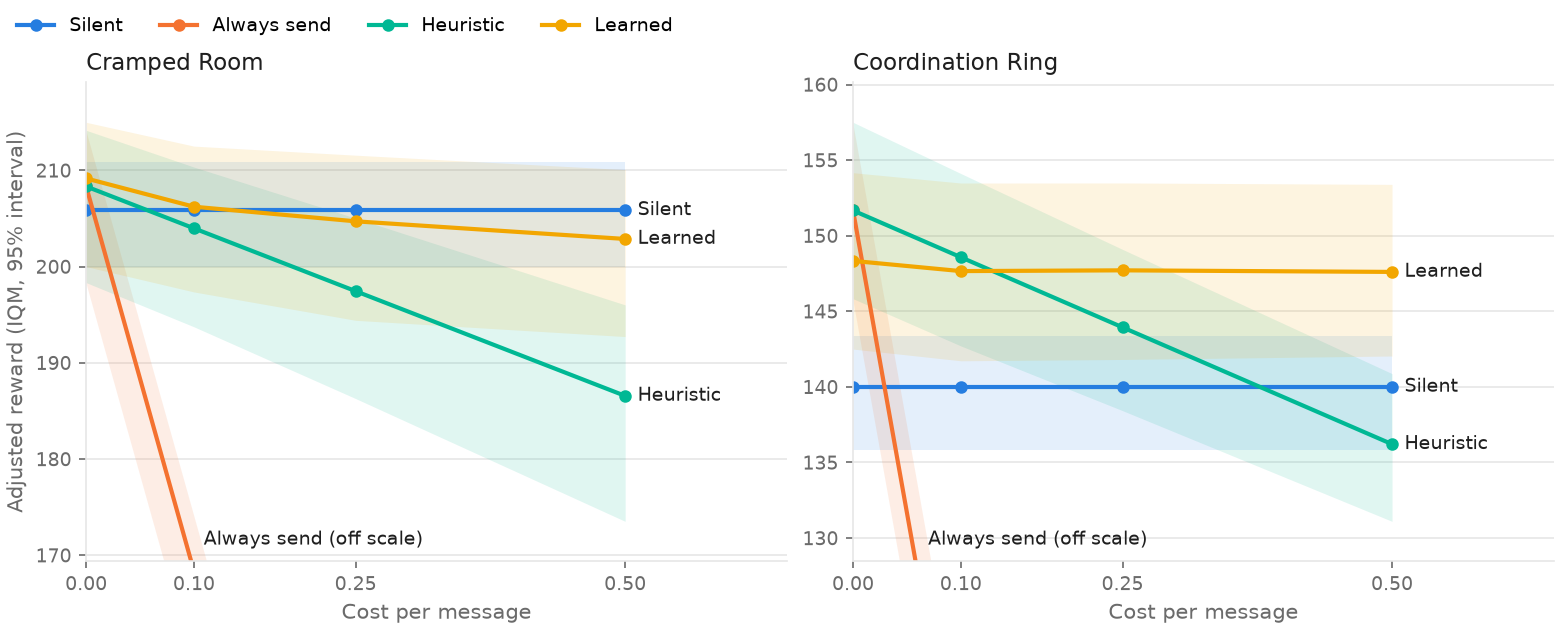 Silent Always send Heuristic Learned
Cramped Room
Adjusted reward (IQM, 95% interval)
210
200
190
180
170
Silent
Learned
Heuristic
Always send (off scale)
0.00 0.10 0.25 0.50
Cost per message
Coordination Ring
160
155
150
145
140
135
130
Learned
Silent
Heuristic
Always send (off scale)
0.00 0.10 0.25 0.50
Cost per message